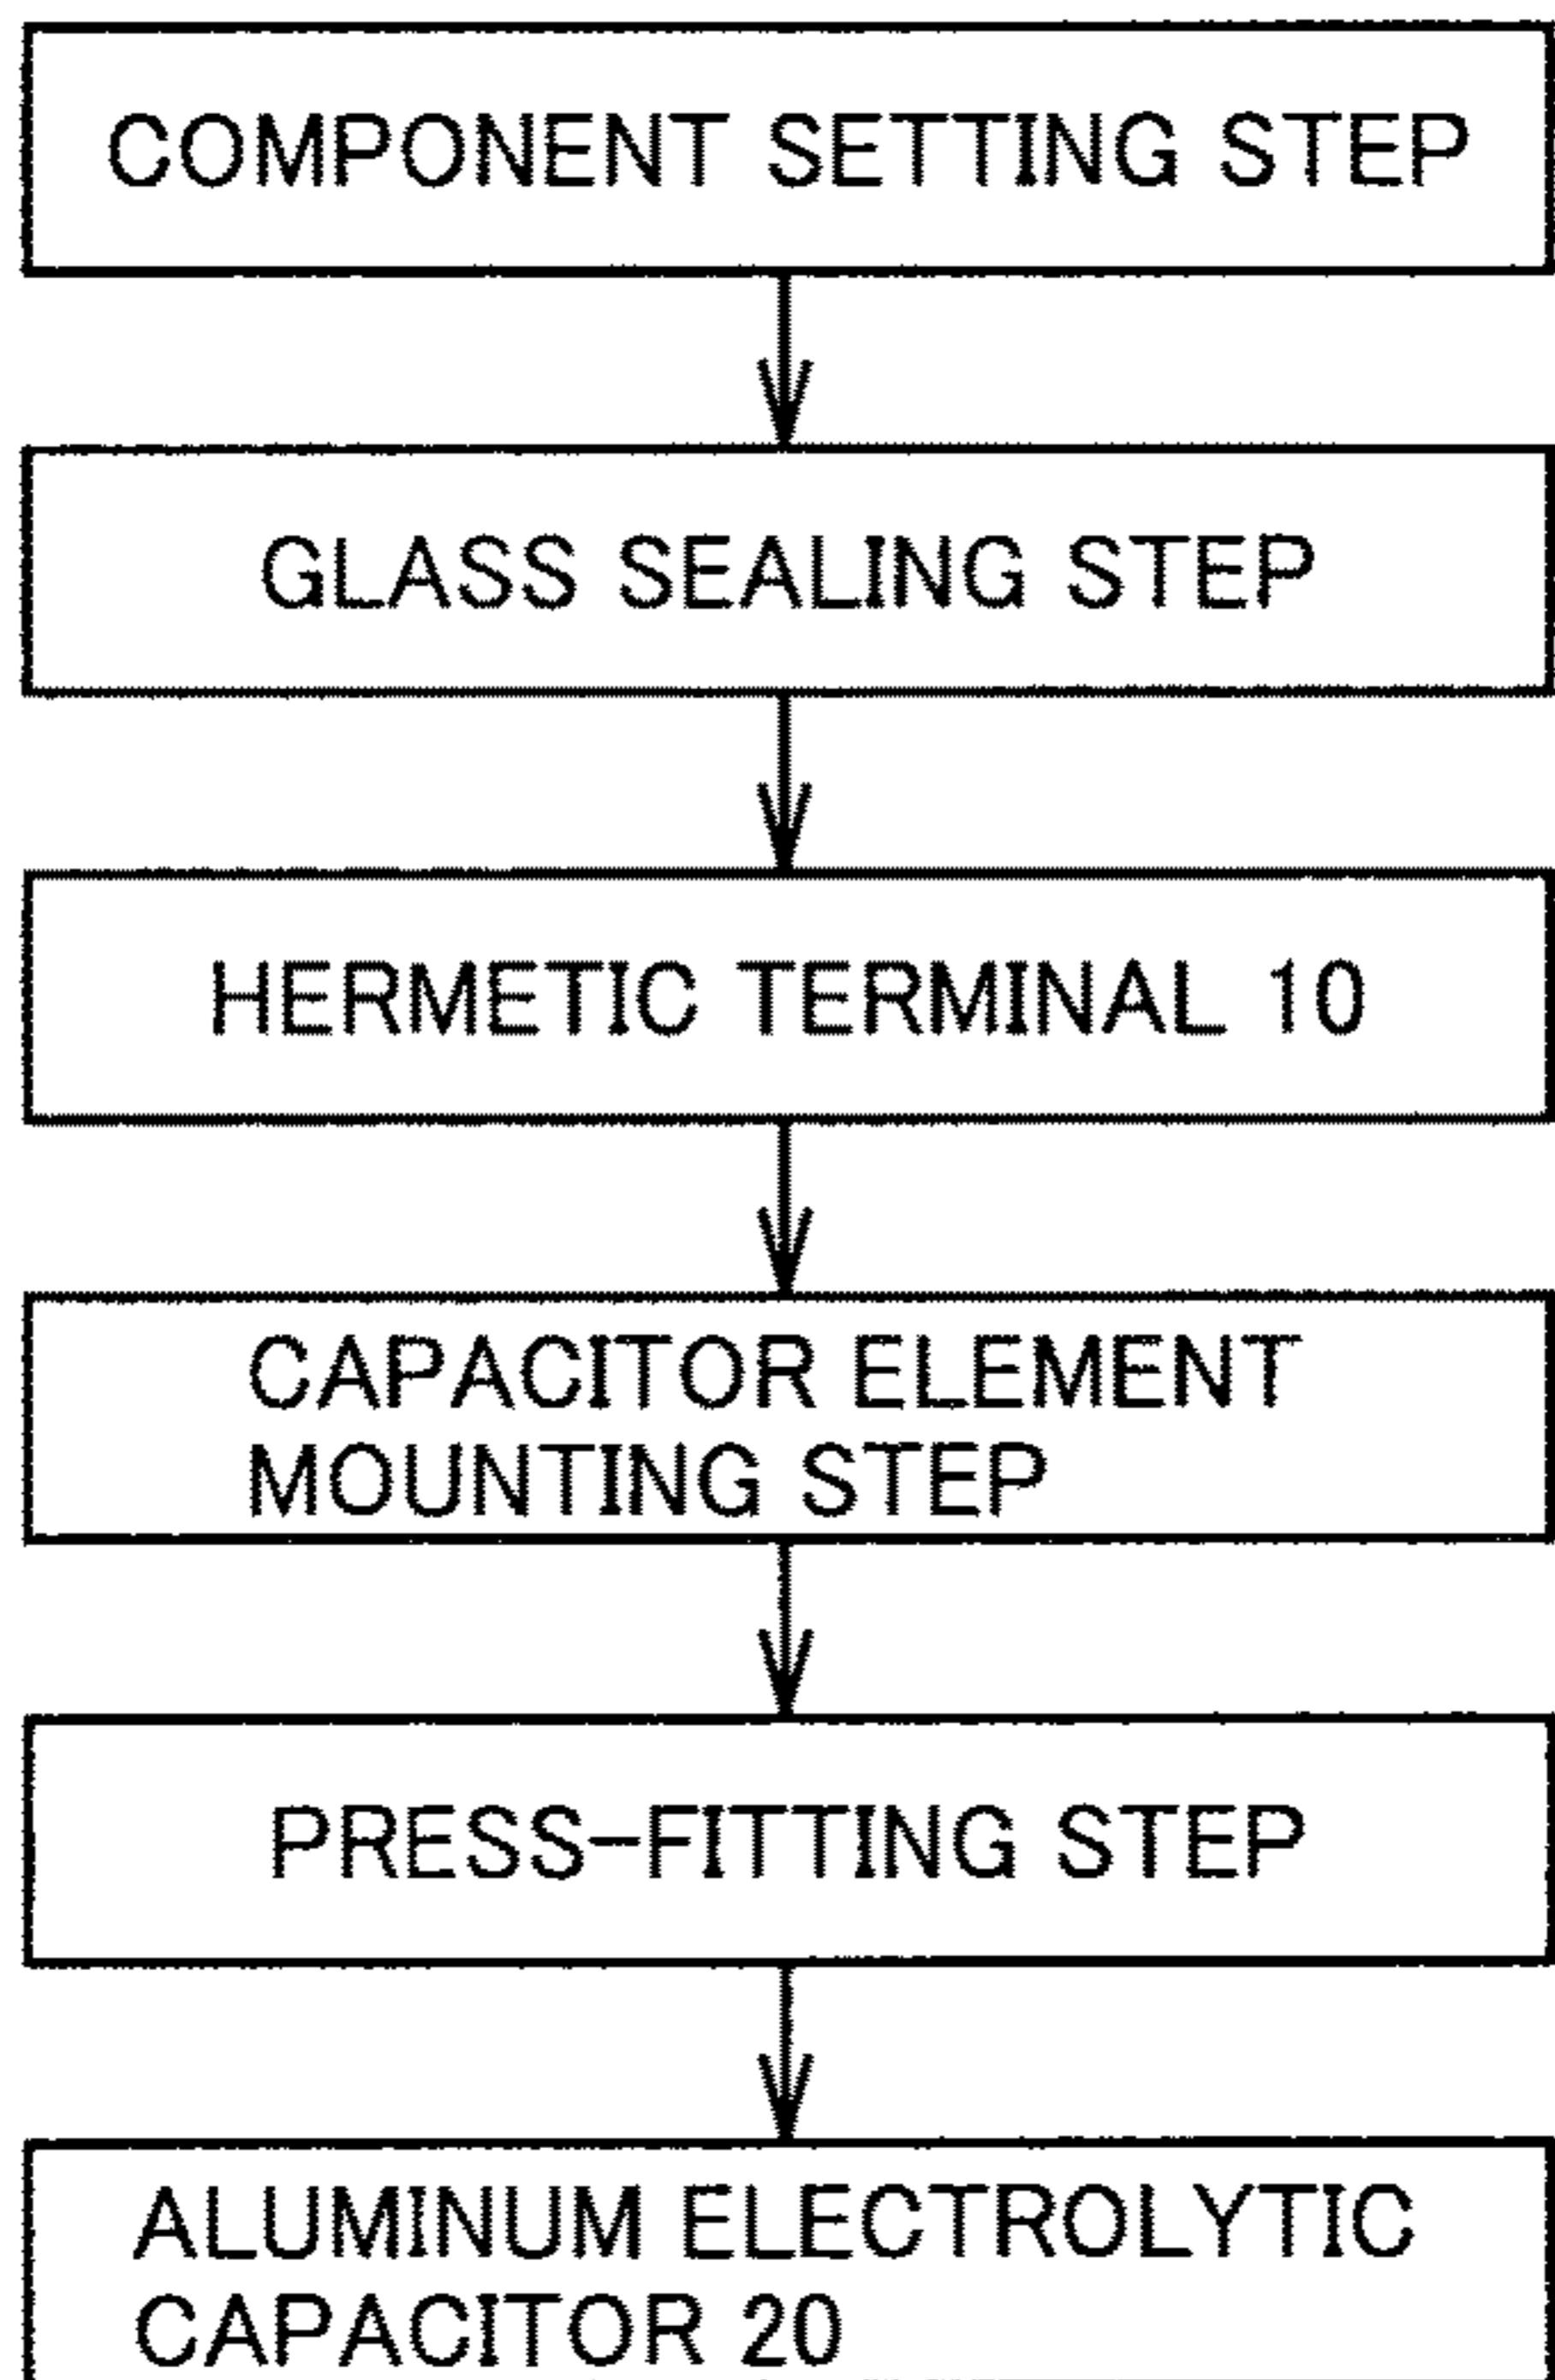 COMPONENT SETTING STEP
GLASS SEALING STEP
HERMETIC TERMINAL 10
CAPACITOR ELEMENT
MOUNTING STEP
PRESS-FITTING STEP
ALUMINUM ELECTROLYTIC
CAPACITOR 20